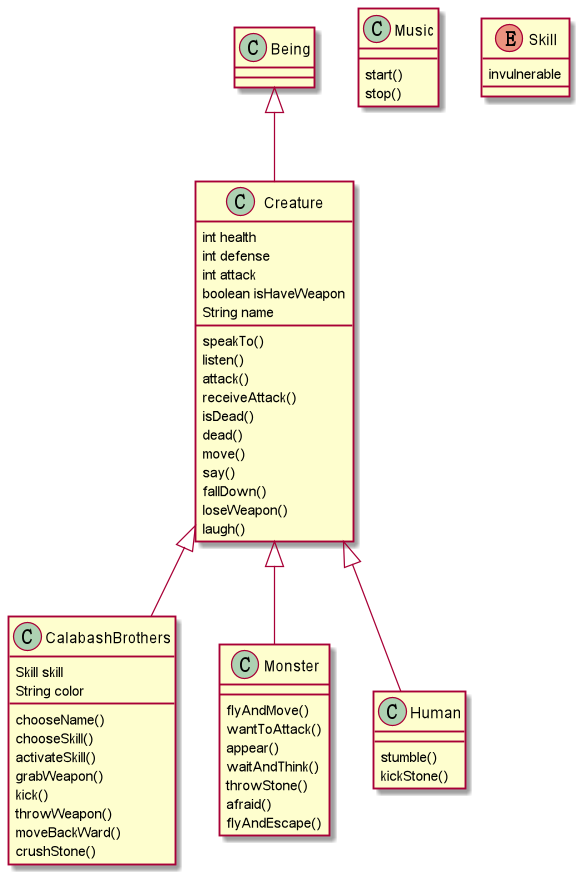 C Being
C Music
start()
stop()
E Skill
invulnerable
C Creature
int health
int defense
int attack
boolean isHaveWeapon
String name
speakTo()
listen()
attack()
receiveAttack()
isDead()
dead()
move()
say()
fallDown()
loseWeapon()
laugh()
C CalabashBrothers
Skill skill
String color
chooseName()
chooseSkill()
activateSkill()
grabWeapon()
kick()
throwWeapon()
moveBackWard()
crushStone()
C Monster
flyAndMove()
wantToAttack()
appear()
waitAndThink()
throwStone()
afraid()
flyAndEscape()
C Human
stumble()
kickStone()